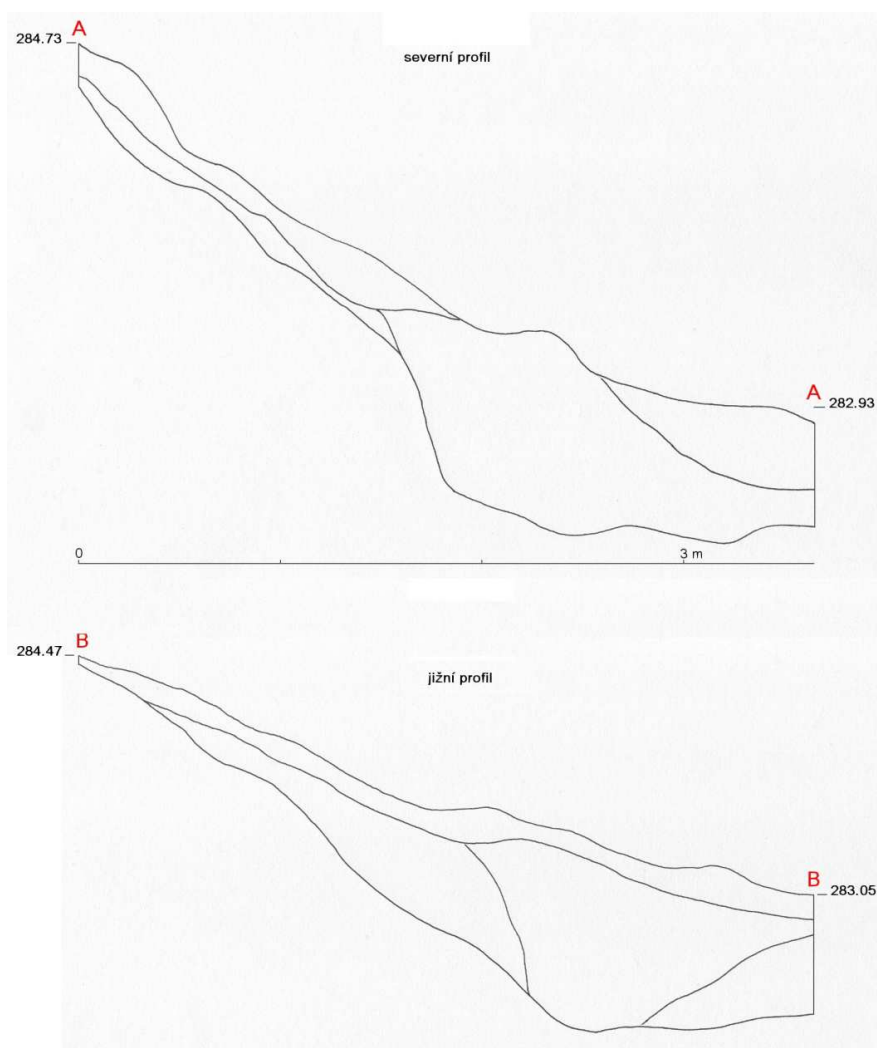 A
284.73
severní profil
A
282.93
0
3 m
B
284.47
jižní profil
B
283.05